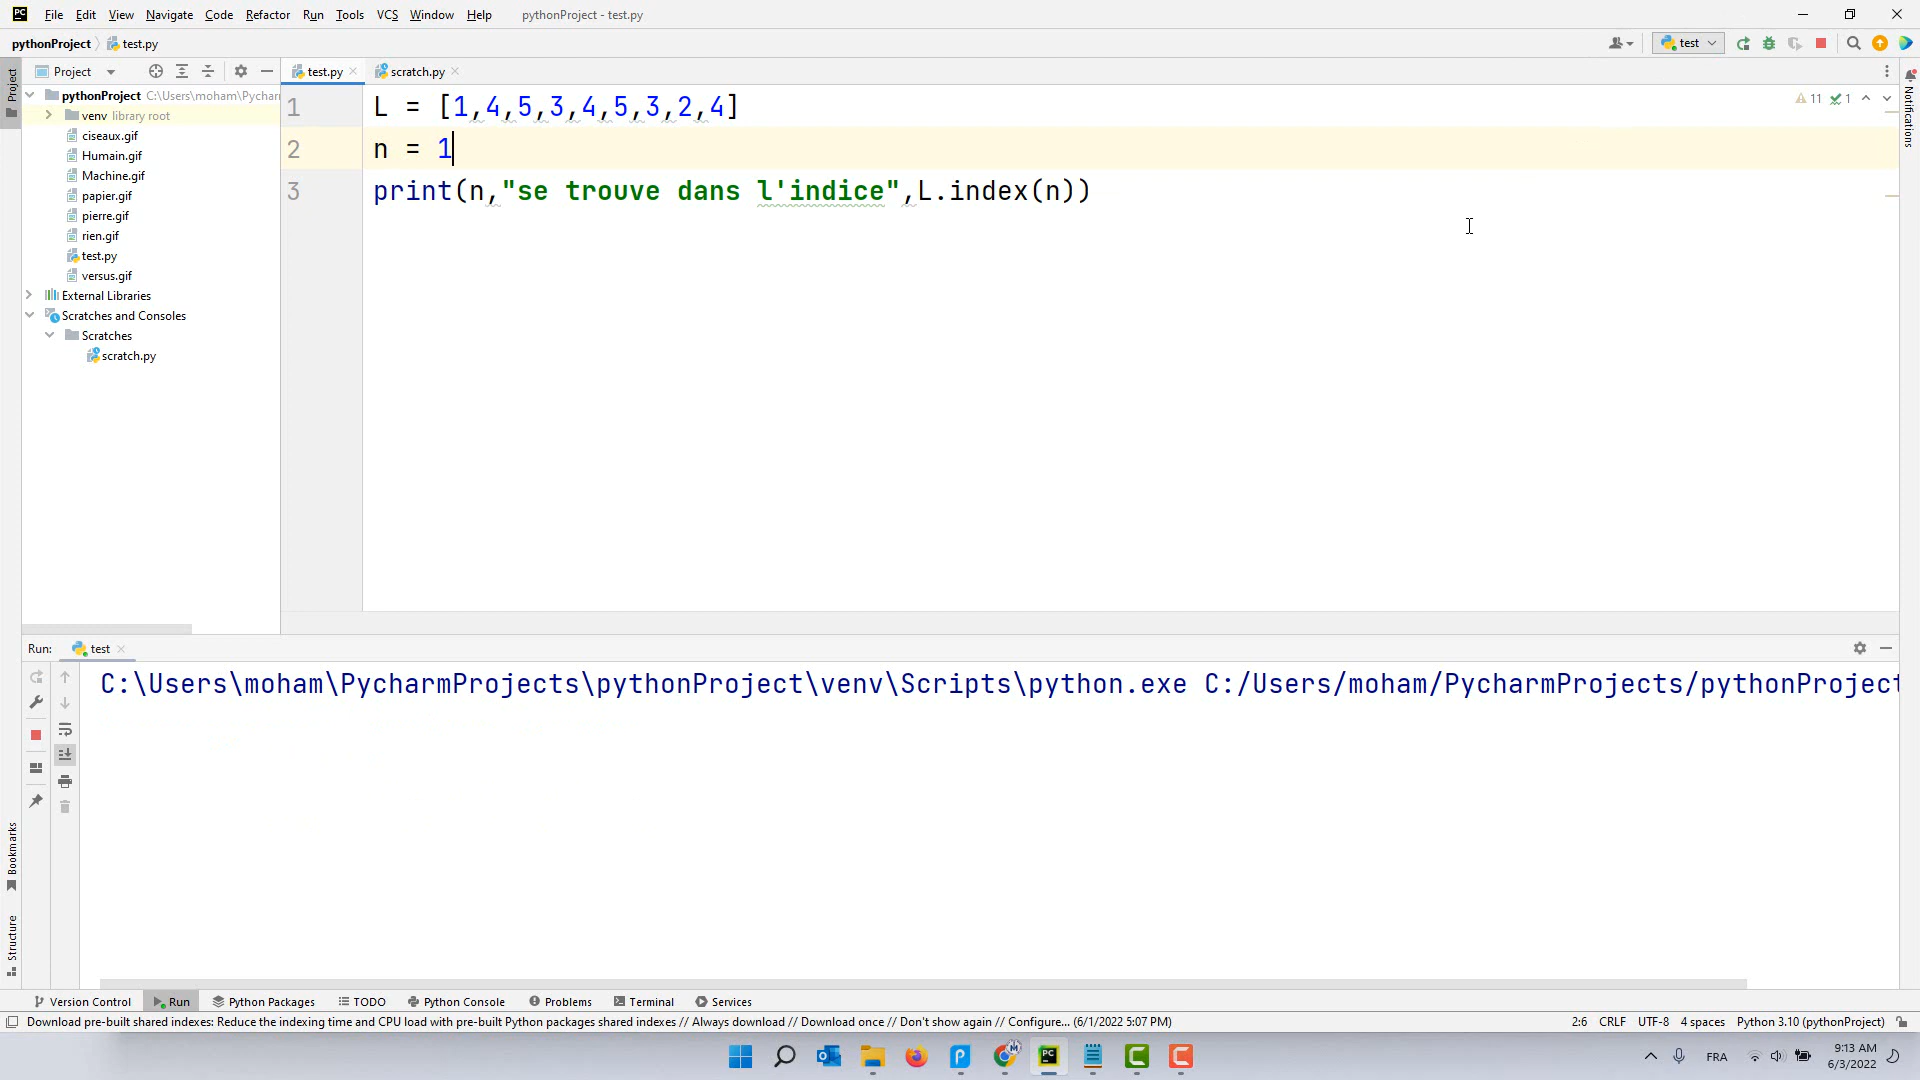 PC File Edit View Navigate Code Refactor Run Tools VCS Window Help pythonProject - test.py
pythonProject test.py test
Project test.py scratch.py
Project
pythonProject C:\Users\moham\Pychar
venv library root
ciseaux.gif
Humain.gif
Machine.gif
papier.gif
pierre.gif
rien.gif
test.py
versus.gif
External Libraries
Scratches and Consoles
Scratches
scratch.py
11 1
1 L = [1,4,5,3,4,5,3,2,4]
2 n = 1
3 print(n,"se trouve dans l'indice",L.index(n))
Notifications
Run: test
C:\Users\moham\PycharmProjects\pythonProject\venv\Scripts\python.exe C:/Users/moham/PycharmProjects/pythonProject
Bookmarks
Structure
Version Control Run Python Packages TODO Python Console Problems Terminal Services
Download pre-built shared indexes: Reduce the indexing time and CPU load with pre-built Python packages shared indexes // Always download // Download once // Don't show again // Configure... (6/1/2022 5:07 PM) 2:6 CRLF UTF-8 4 spaces Python 3.10 (pythonProject)
FRA 9:13 AM
6/3/2022